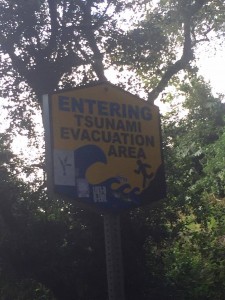 ENTERING
TSUNAMI
EVACUATION
AREA